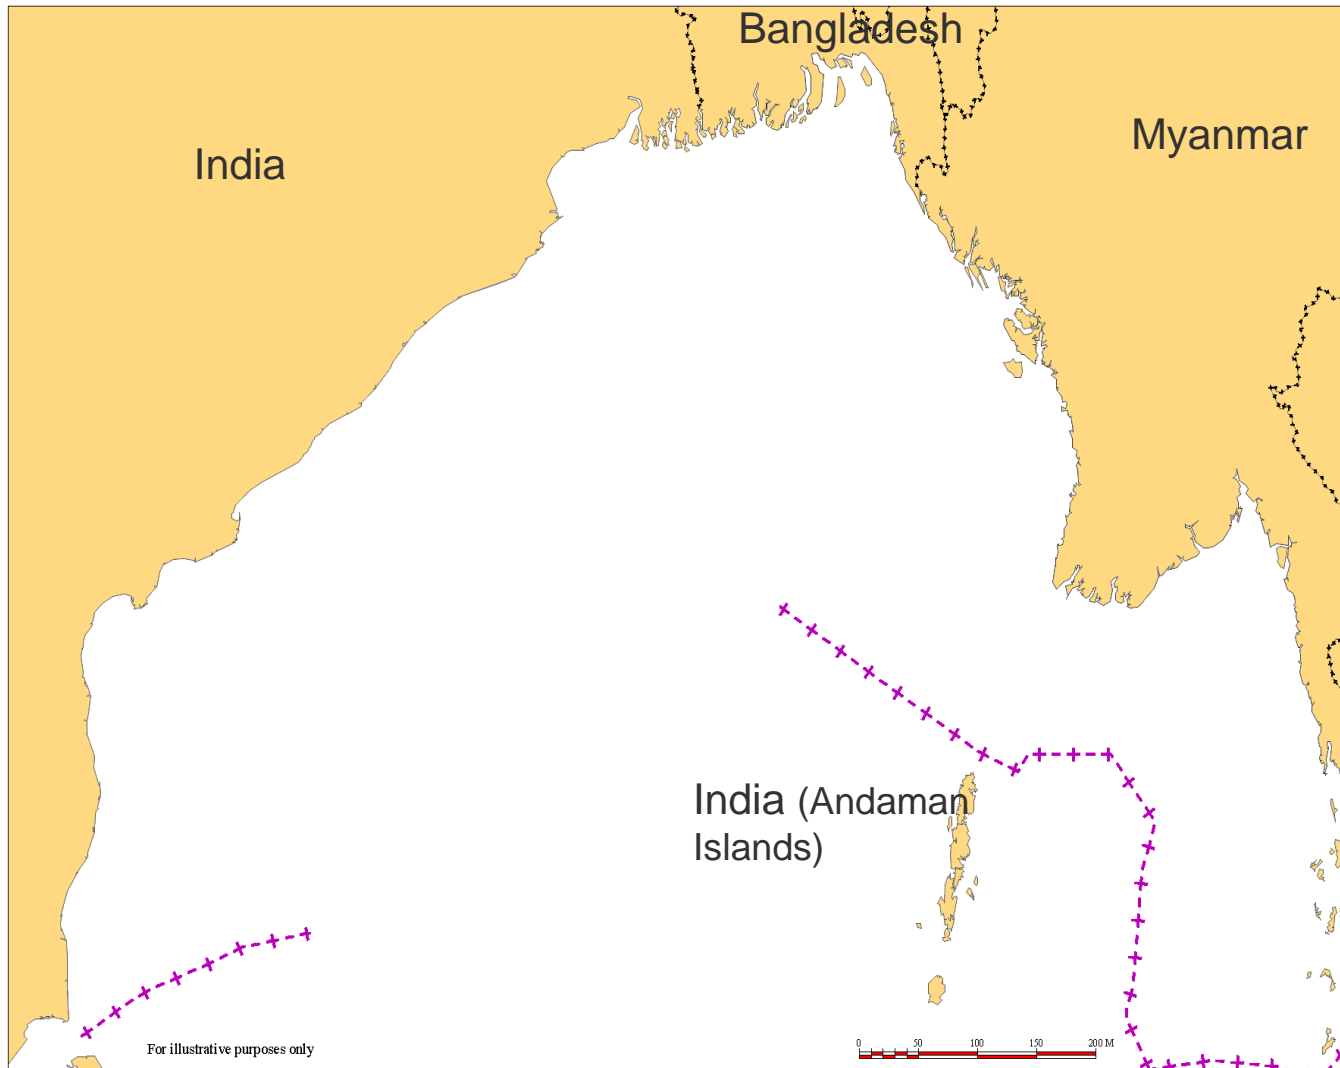 Bangladesh
Myanmar
India
India (Andaman
Islands)
For illustrative purposes only
0 50 100 150 200 M